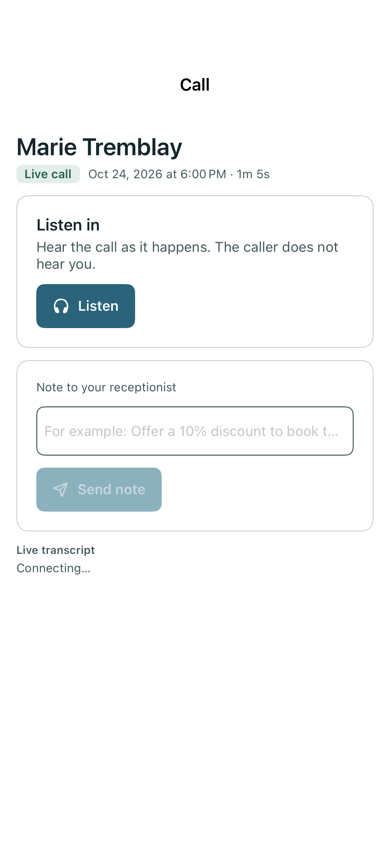 Call
Marie Tremblay
Live call Oct 24, 2026 at 6:00 PM · 1m 5s
Listen in
Hear the call as it happens. The caller does not
hear you.
Listen
Note to your receptionist
For example: Offer a 10% discount to book t...
Send note
Live transcript
Connecting...